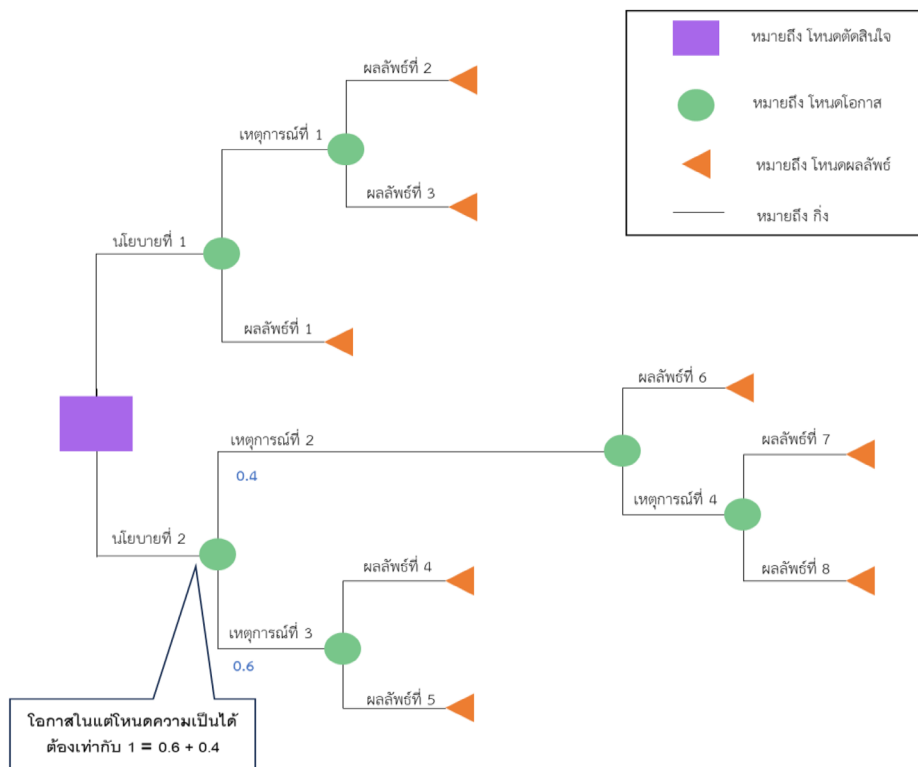 หมายถึง โหนดตัดสินใจ
หมายถึง โหนดโอกาส
หมายถึง โหนดผลลัพธ์
หมายถึง กิ่ง
ผลลัพธ์ที่ 2
เหตุการณ์ที่ 1
ผลลัพธ์ที่ 3
นโยบายที่ 1
ผลลัพธ์ที่ 1
ผลลัพธ์ที่ 6
เหตุการณ์ที่ 2
0.4
ผลลัพธ์ที่ 7
เหตุการณ์ที่ 4
ผลลัพธ์ที่ 8
นโยบายที่ 2
ผลลัพธ์ที่ 4
เหตุการณ์ที่ 3
0.6
ผลลัพธ์ที่ 5
โอกาสในแต่โหนดความเป็นได้
ต้องเท่ากับ 1 = 0.6 + 0.4